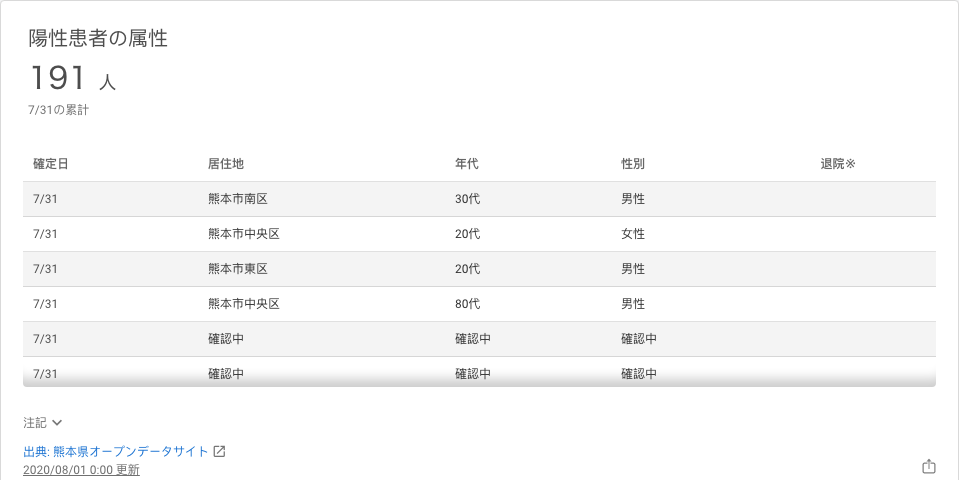 陽性患者の属性
191 人
7/31の累計
確定日 居住地 年代 性別 退院※
7/31 熊本市南区 30代 男性
7/31 熊本市中央区 20代 女性
7/31 熊本市東区 20代 男性
7/31 熊本市中央区 80代 男性
7/31 確認中 確認中 確認中
7/31 確認中 確認中 確認中
注記
出典: 熊本県オープンデータサイト
2020/08/01 0:00 更新